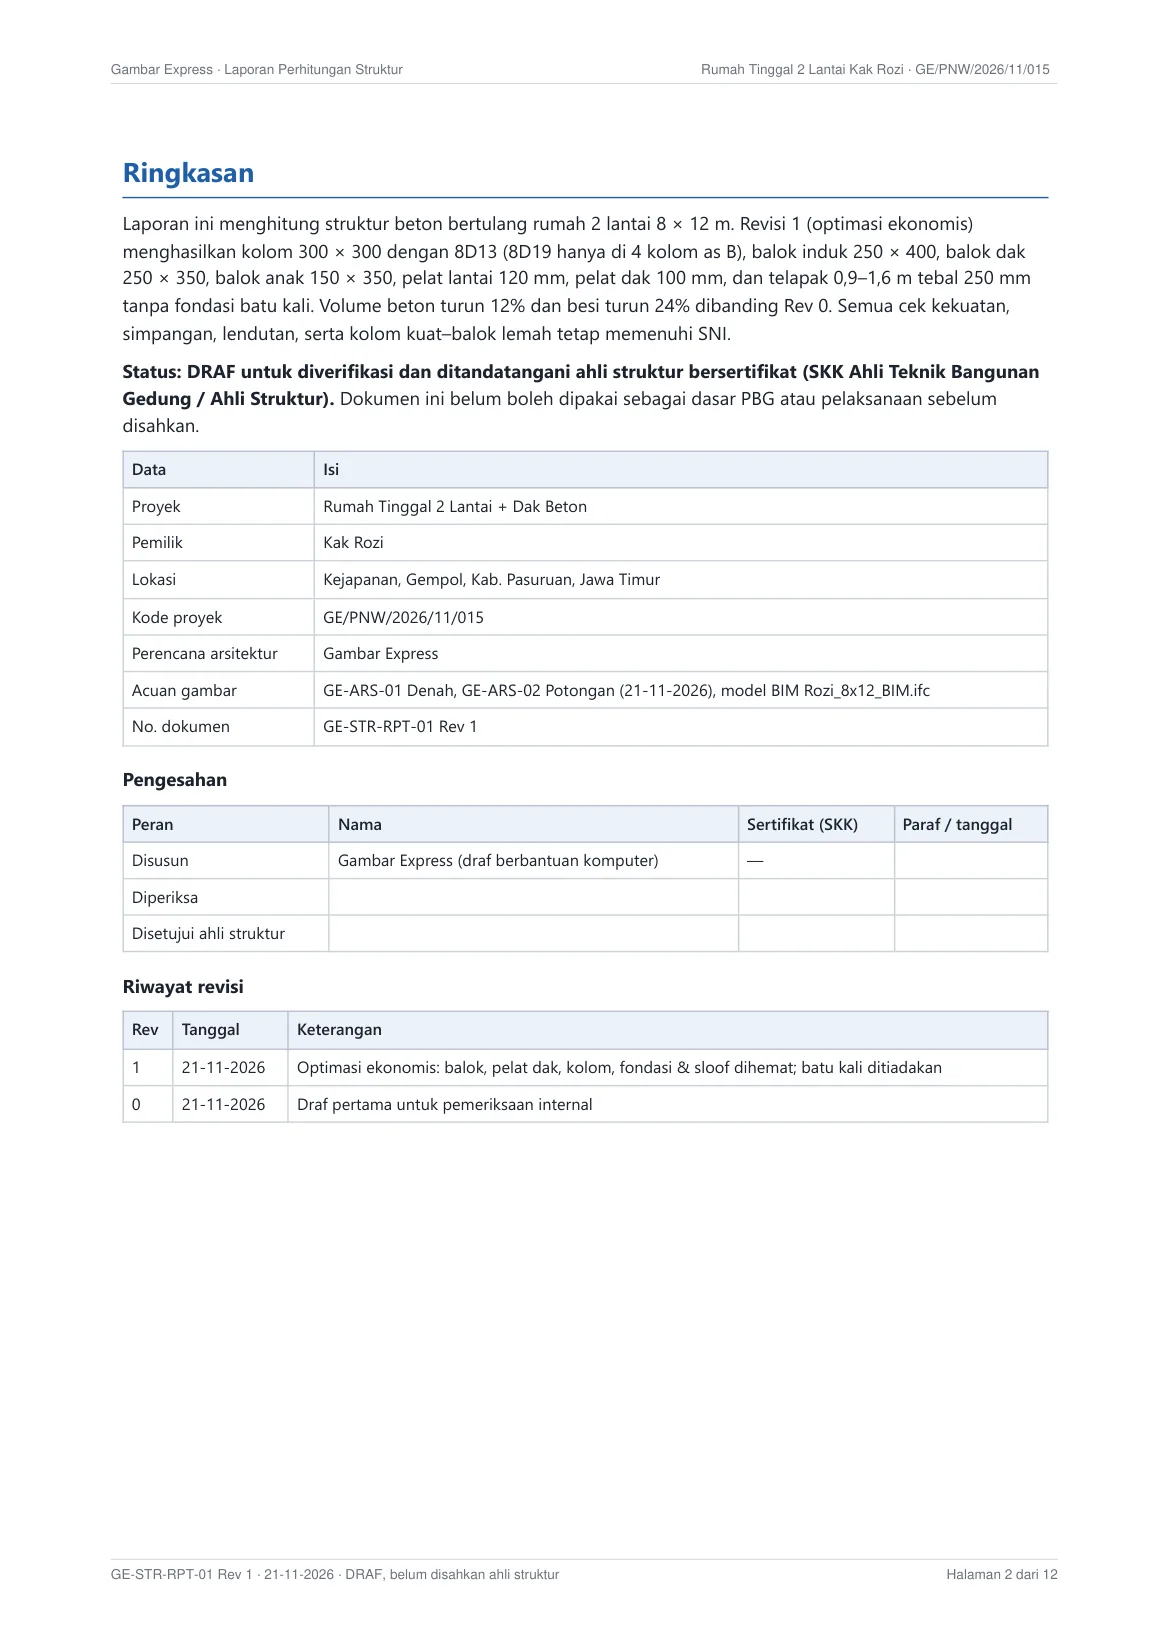 Gambar Express · Laporan Perhitungan Struktur
Rumah Tinggal 2 Lantai Kak Rozi · GE/PNW/2026/11/015
Ringkasan
Laporan ini menghitung struktur beton bertulang rumah 2 lantai 8 × 12 m. Revisi 1 (optimasi ekonomis)
menghasilkan kolom 300 × 300 dengan 8D13 (8D19 hanya di 4 kolom as B), balok induk 250 × 400, balok dak
250 × 350, balok anak 150 × 350, pelat lantai 120 mm, pelat dak 100 mm, dan telapak 0,9–1,6 m tebal 250 mm
tanpa fondasi batu kali. Volume beton turun 12% dan besi turun 24% dibanding Rev 0. Semua cek kekuatan,
simpangan, lendutan, serta kolom kuat–balok lemah tetap memenuhi SNI.
Status: DRAF untuk diverifikasi dan ditandatangani ahli struktur bersertifikat (SKK Ahli Teknik Bangunan
Gedung / Ahli Struktur). Dokumen ini belum boleh dipakai sebagai dasar PBG atau pelaksanaan sebelum
disahkan.
Data Isi
Proyek Rumah Tinggal 2 Lantai + Dak Beton
Pemilik Kak Rozi
Lokasi Kejapanan, Gempol, Kab. Pasuruan, Jawa Timur
Kode proyek GE/PNW/2026/11/015
Perencana arsitektur Gambar Express
Acuan gambar GE-ARS-01 Denah, GE-ARS-02 Potongan (21-11-2026), model BIM Rozi_8x12_BIM.ifc
No. dokumen GE-STR-RPT-01 Rev 1
Pengesahan
Peran Nama Sertifikat (SKK) Paraf / tanggal
Disusun Gambar Express (draf berbantuan komputer) —
Diperiksa
Disetujui ahli struktur
Riwayat revisi
Rev Tanggal Keterangan
1 21-11-2026 Optimasi ekonomis: balok, pelat dak, kolom, fondasi & sloof dihemat; batu kali ditiadakan
0 21-11-2026 Draf pertama untuk pemeriksaan internal
GE-STR-RPT-01 Rev 1 · 21-11-2026 · DRAF, belum disahkan ahli struktur
Halaman 2 dari 12